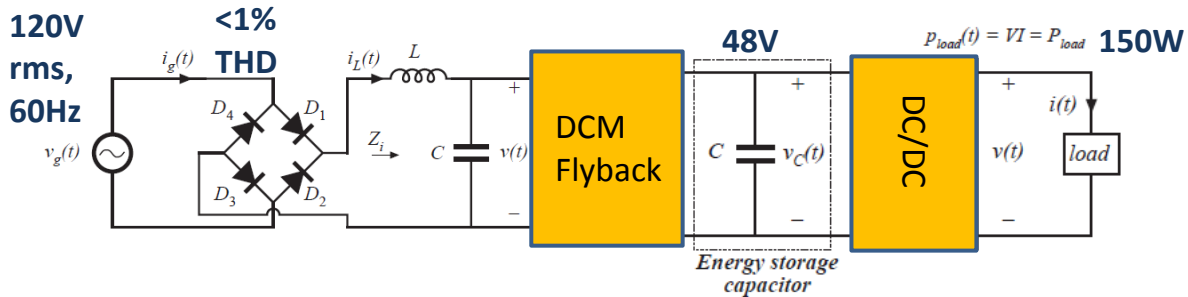 120V
rms,
60Hz
<1%
THD
i_g(t)
v_g(t)
D_4
D_1
D_3
D_2
i_L(t)
L
Z_i
C
+
v(t)
–
DCM
Flyback
48V
C
+
v_C(t)
–
Energy storage
capacitor
DC/DC
p_load(t) = VI = P_load
150W
+
v(t)
–
i(t)
load